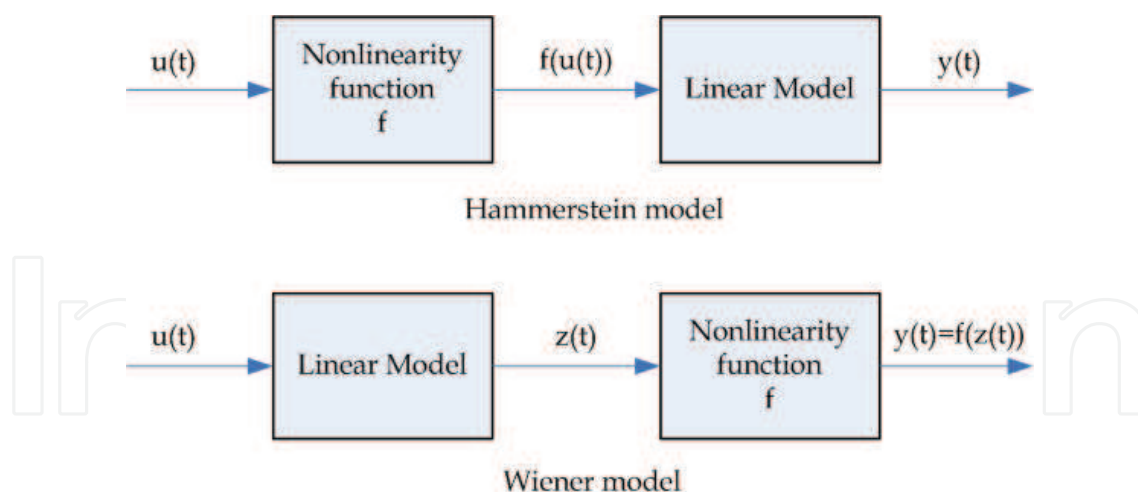 u(t)
Nonlinearity
function
f
f(u(t))
Linear Model
y(t)
Hammerstein model
u(t)
Linear Model
z(t)
Nonlinearity
function
f
y(t)=f(z(t))
Wiener model